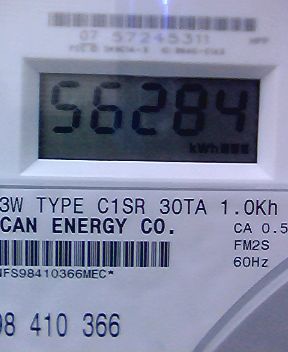 07 57245311
56284
kWh
3W TYPE C1SR 30TA 1.0Kh
CAN ENERGY CO.
CA 0.5
FM2S
60Hz
NFS98410366MEC*
98 410 366